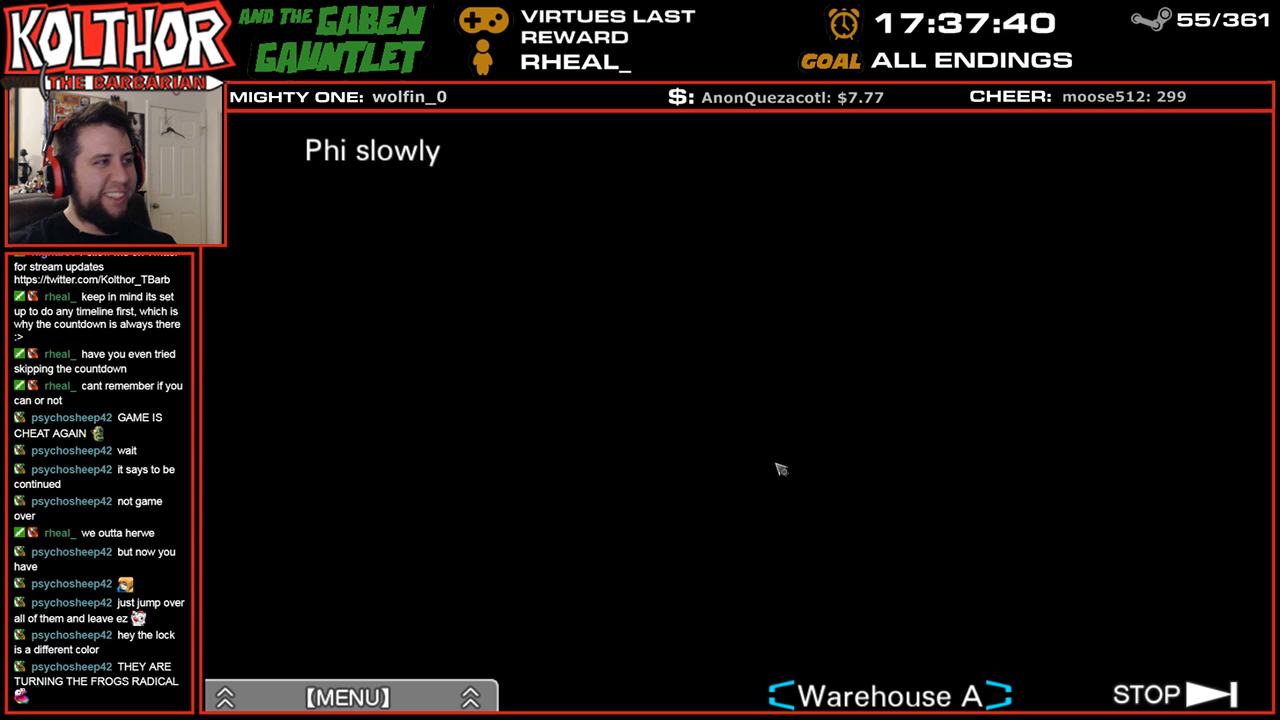 KOLTHOR
THE BARBARIAN
AND THE GABEN
GAUNTLET
VIRTUES LAST
REWARD
RHEAL_
17:37:40
GOAL ALL ENDINGS
55/361
MIGHTY ONE: wolfin_0
$: AnonQuezacotl: $7.77
CHEER: moose512: 299
Phi slowly
for stream updates
https://twitter.com/Kolthor_TBarb
rheal_ keep in mind its set
up to do any timeline first, which is
why the countdown is always there
:>
rheal_ have you even tried
skipping the countdown
rheal_ cant remember if you
can or not
psychosheep42 GAME IS
CHEAT AGAIN
psychosheep42 wait
psychosheep42 it says to be
continued
psychosheep42 not game
over
rheal_ we outta herwe
psychosheep42 but now you
have
psychosheep42
psychosheep42 just jump over
all of them and leave ez
psychosheep42 hey the lock
is a different color
psychosheep42 THEY ARE
TURNING THE FROGS RADICAL
[MENU]
Warehouse A
STOP